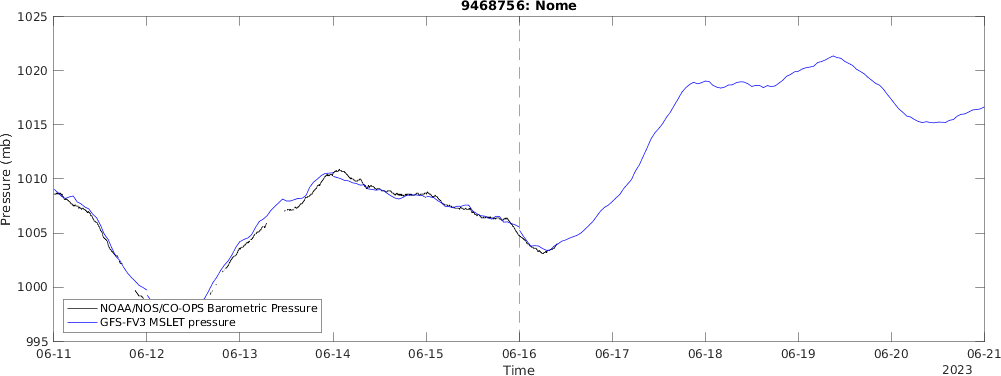 9468756: Nome
1025
1020
1015
1010
1005
1000
995
Pressure (mb)
NOAA/NOS/CO-OPS Barometric Pressure
GFS-FV3 MSLET pressure
06-11 06-12 06-13 06-14 06-15 06-16 06-17 06-18 06-19 06-20 06-21
Time
2023